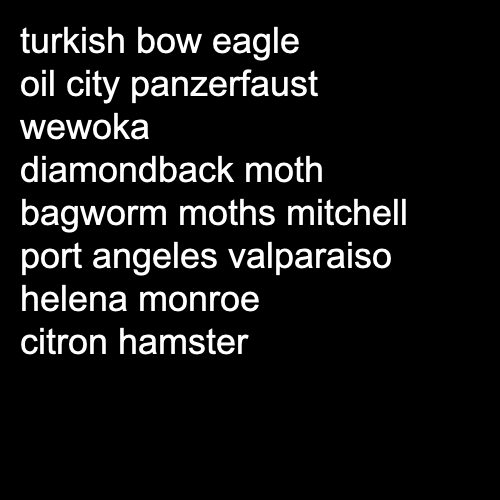 turkish bow eagle
oil city panzerfaust
wewoka
diamondback moth
bagworm moths mitchell
port angeles valparaiso
helena monroe
citron hamster